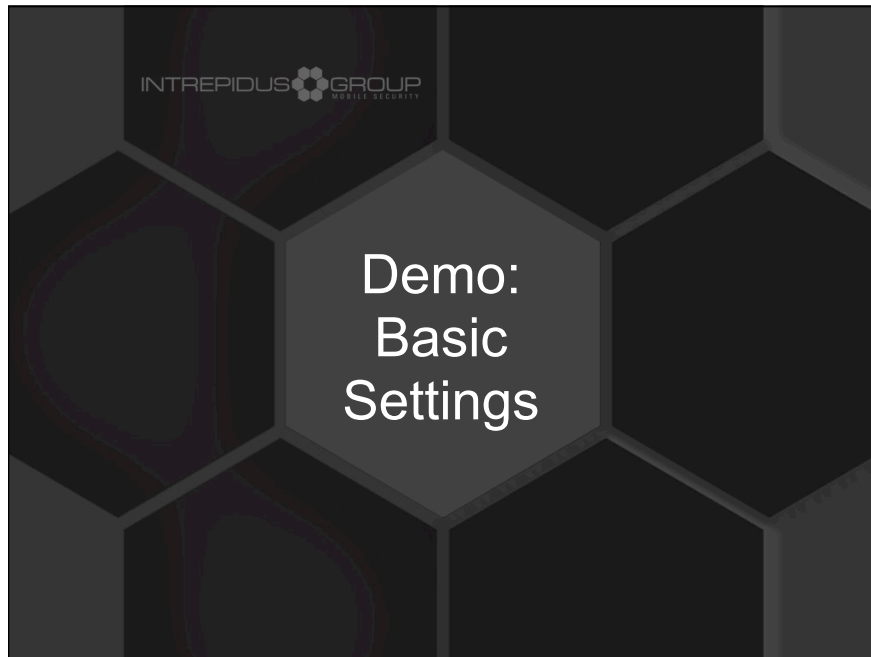 INTREPIDUS GROUP
MOBILE SECURITY
Demo:
Basic
Settings